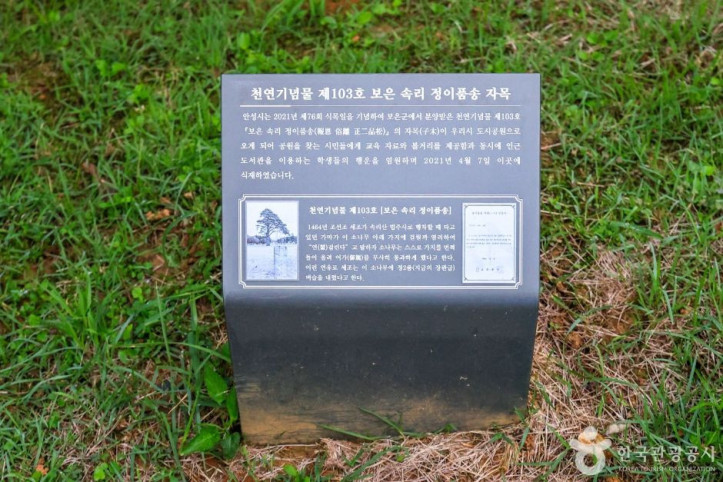 천연기념물 제103호 보은 속리 정이품송 자목
안성시는 2021년 제76회 식목일을 기념하여 보은군에서 분양받은 천연기념물 제103호
『보은 속리 정이품송(報恩 俗離 正二品松)』의 자목(子木)이 우리시 도시공원으로
오게 되어 공원을 찾는 시민들에게 교육 자료와 볼거리를 제공함과 동시에 인근
도서관을 이용하는 학생들의 행운을 염원하며 2021년 4월 7일 이곳에
식재하였습니다.
천연기념물 제103호 [보은 속리 정이품송]
1464년 조선조 세조가 속리산 법주사로 행차할 때 타고
있던 가마가 이 소나무 아래 가지에 걸릴까 염려하여
"연(輦)걸린다" 고 말하자 소나무는 스스로 가지를 번쩍
들어 올려 어가(御駕)를 무사히 통과하게 했다고 한다.
이런 연유로 세조는 이 소나무에 정2품(지금의 장관급)
벼슬을 내렸다고 한다.
한국관광공사
KOREA TOURISM ORGANIZATION